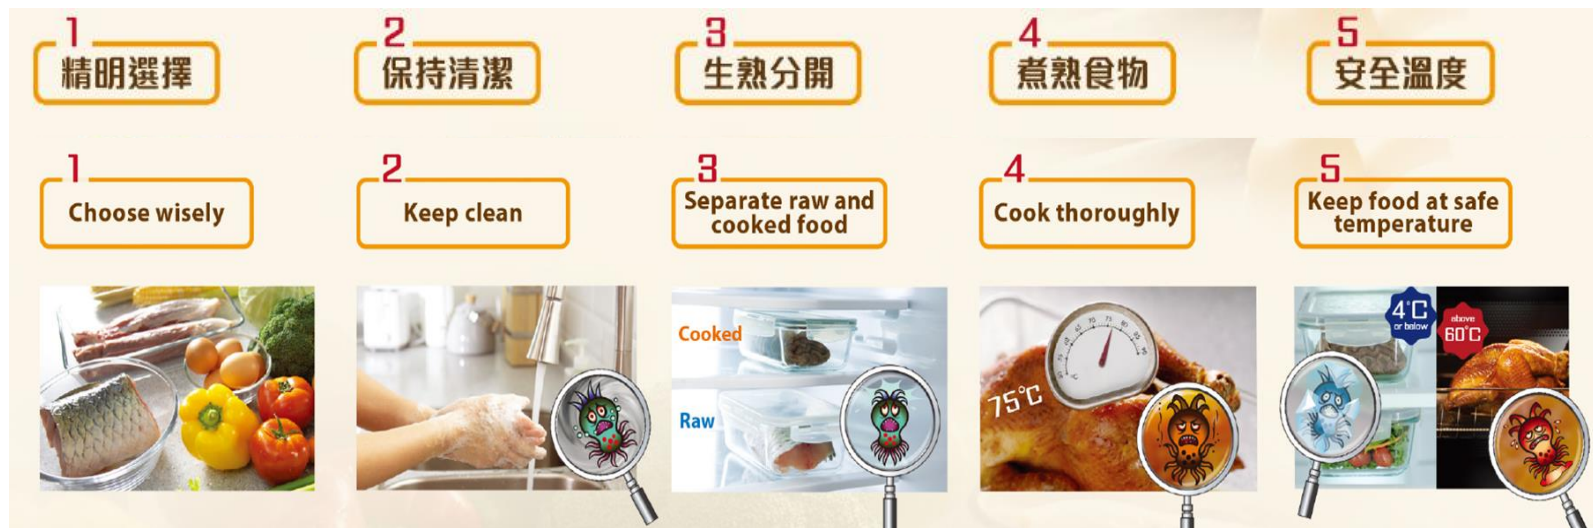 1
精明選擇
2
保持清潔
3
生熟分開
4
煮熟食物
5
安全溫度
1
Choose wisely
2
Keep clean
3
Separate raw and
cooked food
4
Cook thoroughly
5
Keep food at safe
temperature
Cooked
Raw
75°C
4°C
or below
above
60°C